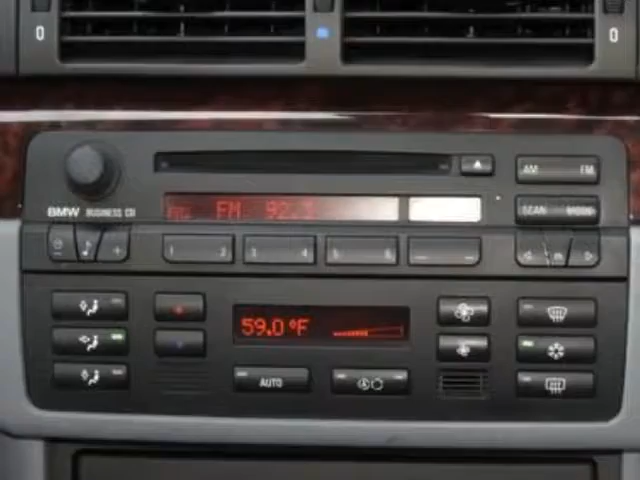 0 0
AM FM
FM 92.3
BMW BUSINESS CD
SCAN MODE
1 2 3 4 5 6
59.0 °F
AUTO